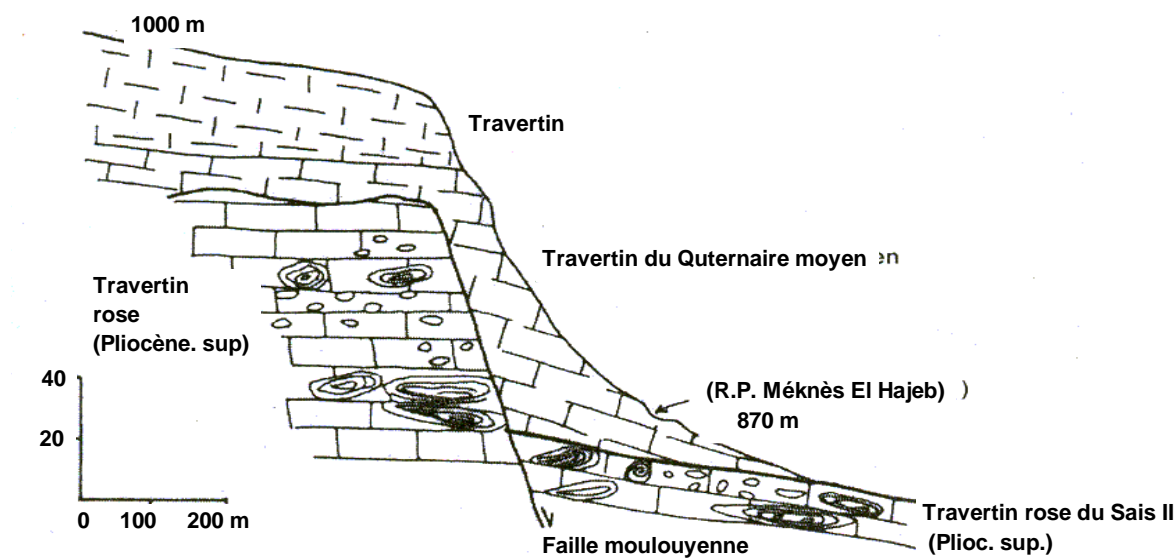 1000 m
Travertin
Travertin du Quternaire moyen en
Travertin
rose
(Pliocène. sup)
40
20
(R.P. Méknès El Hajeb) )
870 m
0 100 200 m
Travertin rose du Sais II
(Plioc. sup.)
Faille moulouyenne